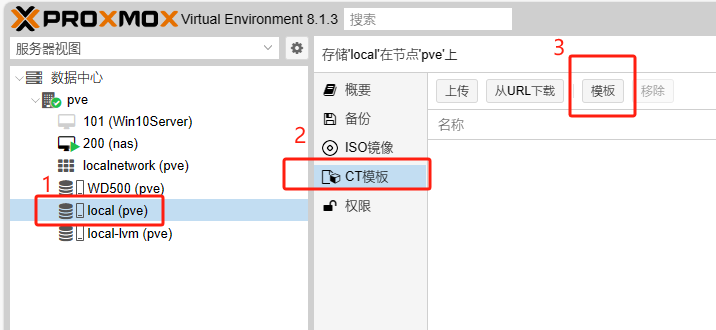 PROXMOX Virtual Environment 8.1.3 搜索
服务器视图
存储'local'在节点'pve'上
3
数据中心
概要
上传 从URL下载 模板 移除
pve
101 (Win10Server)
备份
名称
200 (nas)
2
ISO镜像
localnetwork (pve)
1
WD500 (pve)
CT模板
local (pve)
权限
local-lvm (pve)